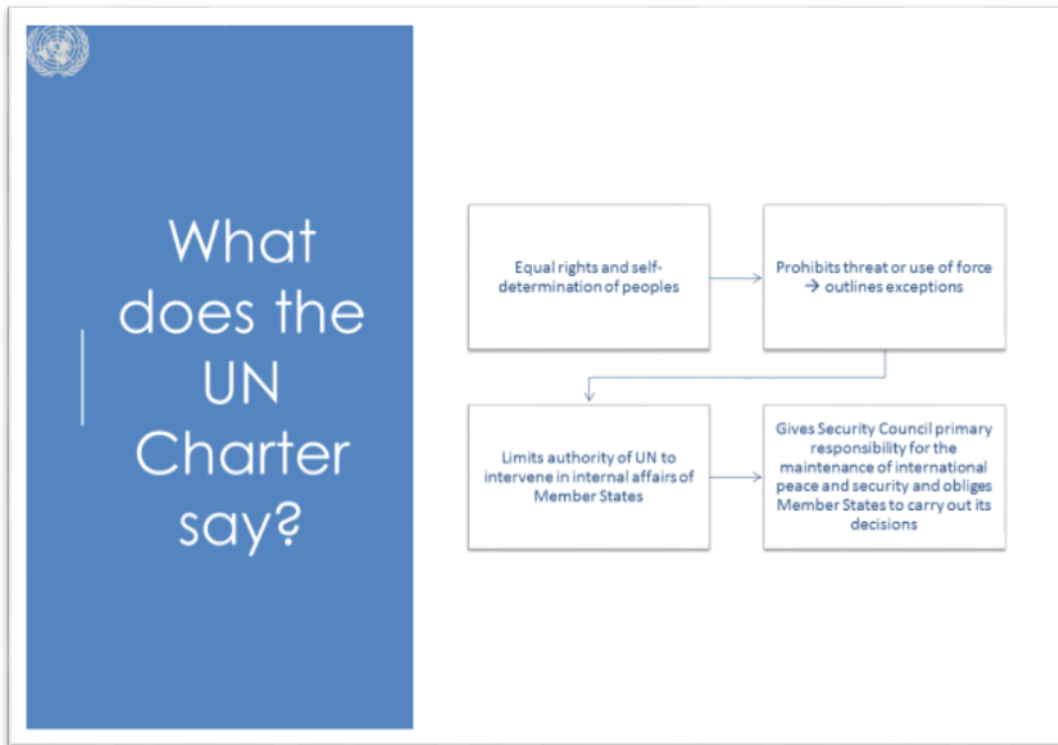 What
does the
UN
Charter
say?
Equal rights and self-
determination of peoples
Prohibits threat or use of force
→ outlines exceptions
Limits authority of UN to
intervene in internal affairs of
Member States
Gives Security Council primary
responsibility for the
maintenance of international
peace and security and obliges
Member States to carry out its
decisions